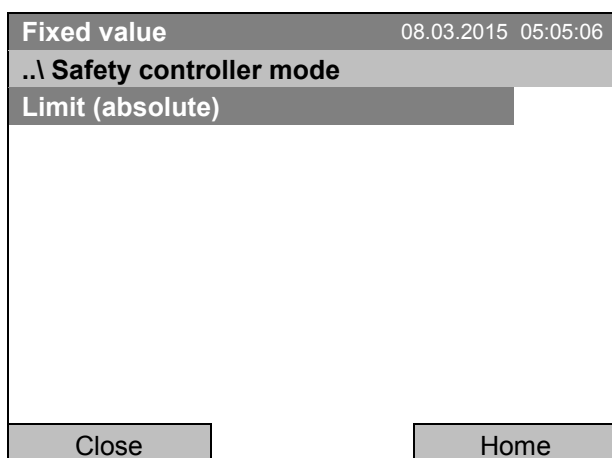 Fixed value 08.03.2015 05:05:06
..\ Safety controller mode
Limit (absolute)
Close Home